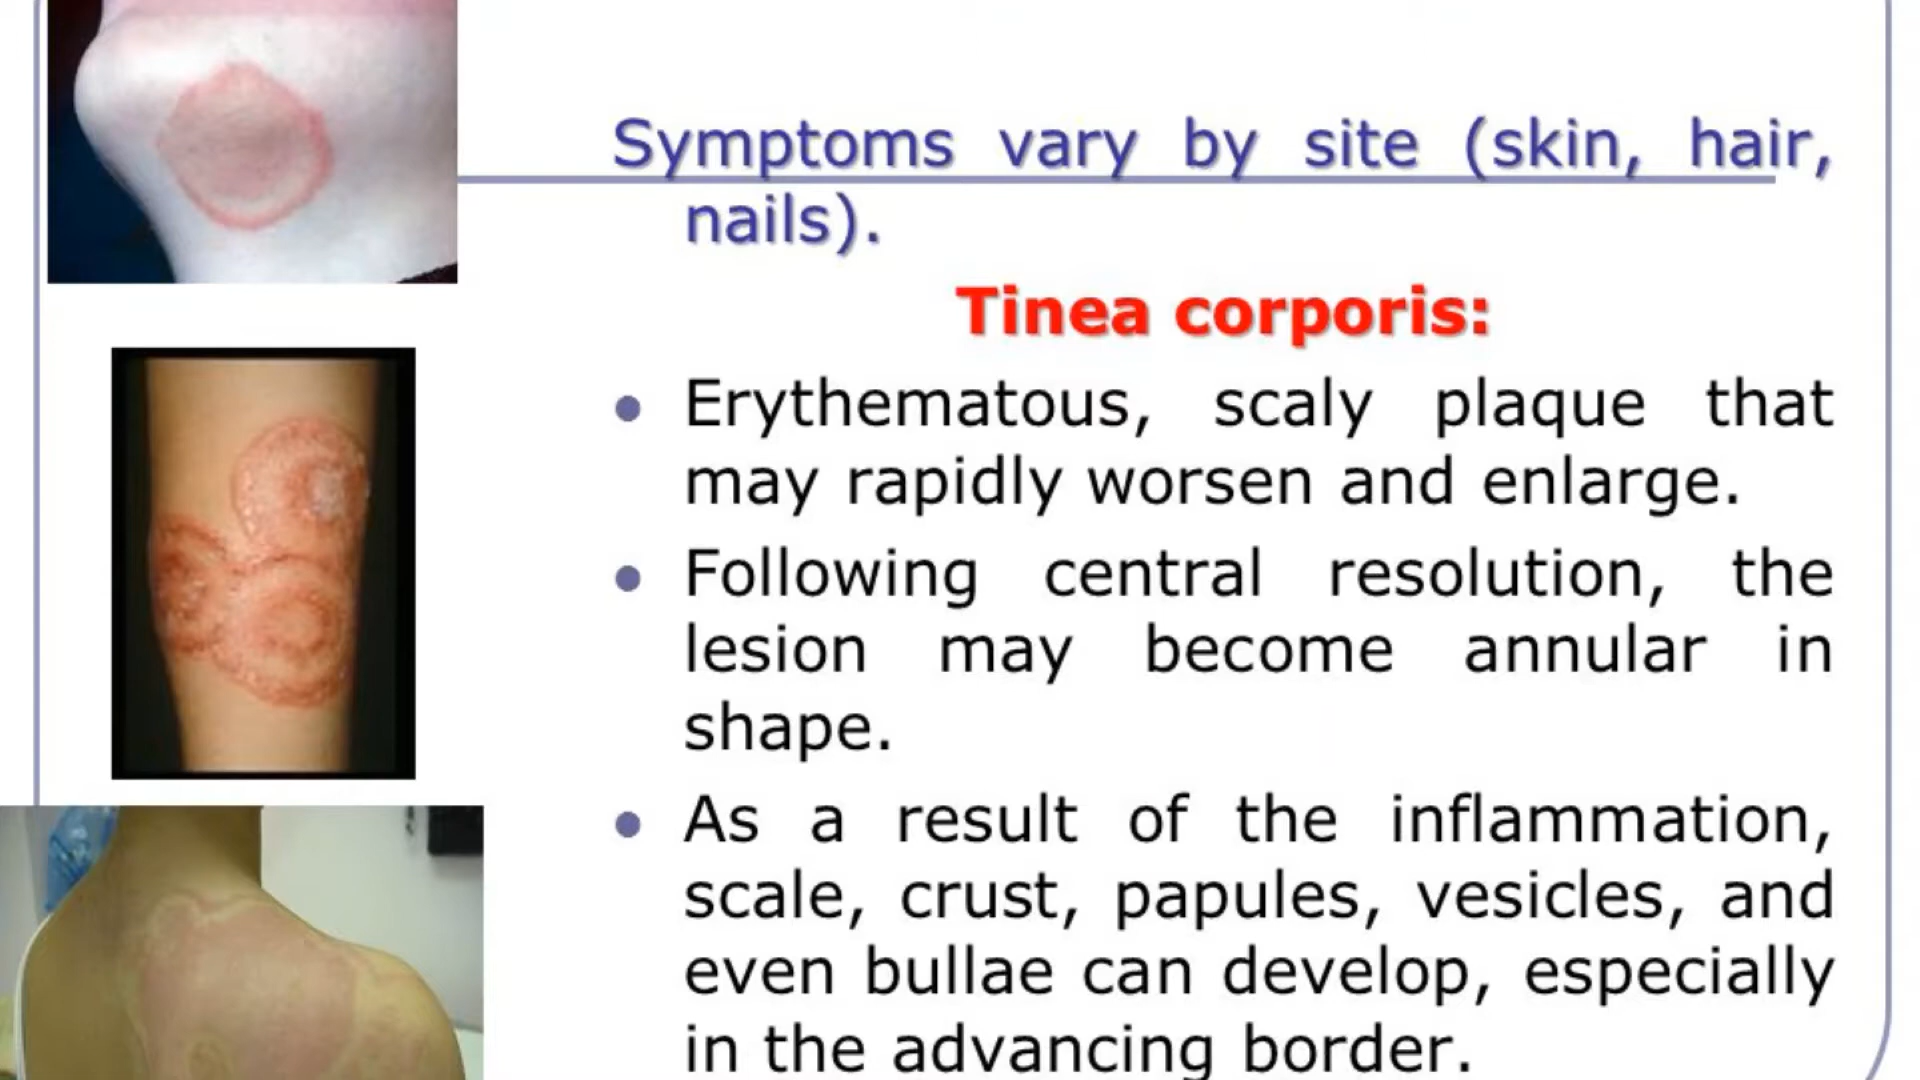 Symptoms vary by site (skin, hair,
nails).
Tinea corporis:
Erythematous, scaly plaque that
may rapidly worsen and enlarge.
Following central resolution, the
lesion may become annular in
shape.
As a result of the inflammation,
scale, crust, papules, vesicles, and
even bullae can develop, especially
in the advancing border.